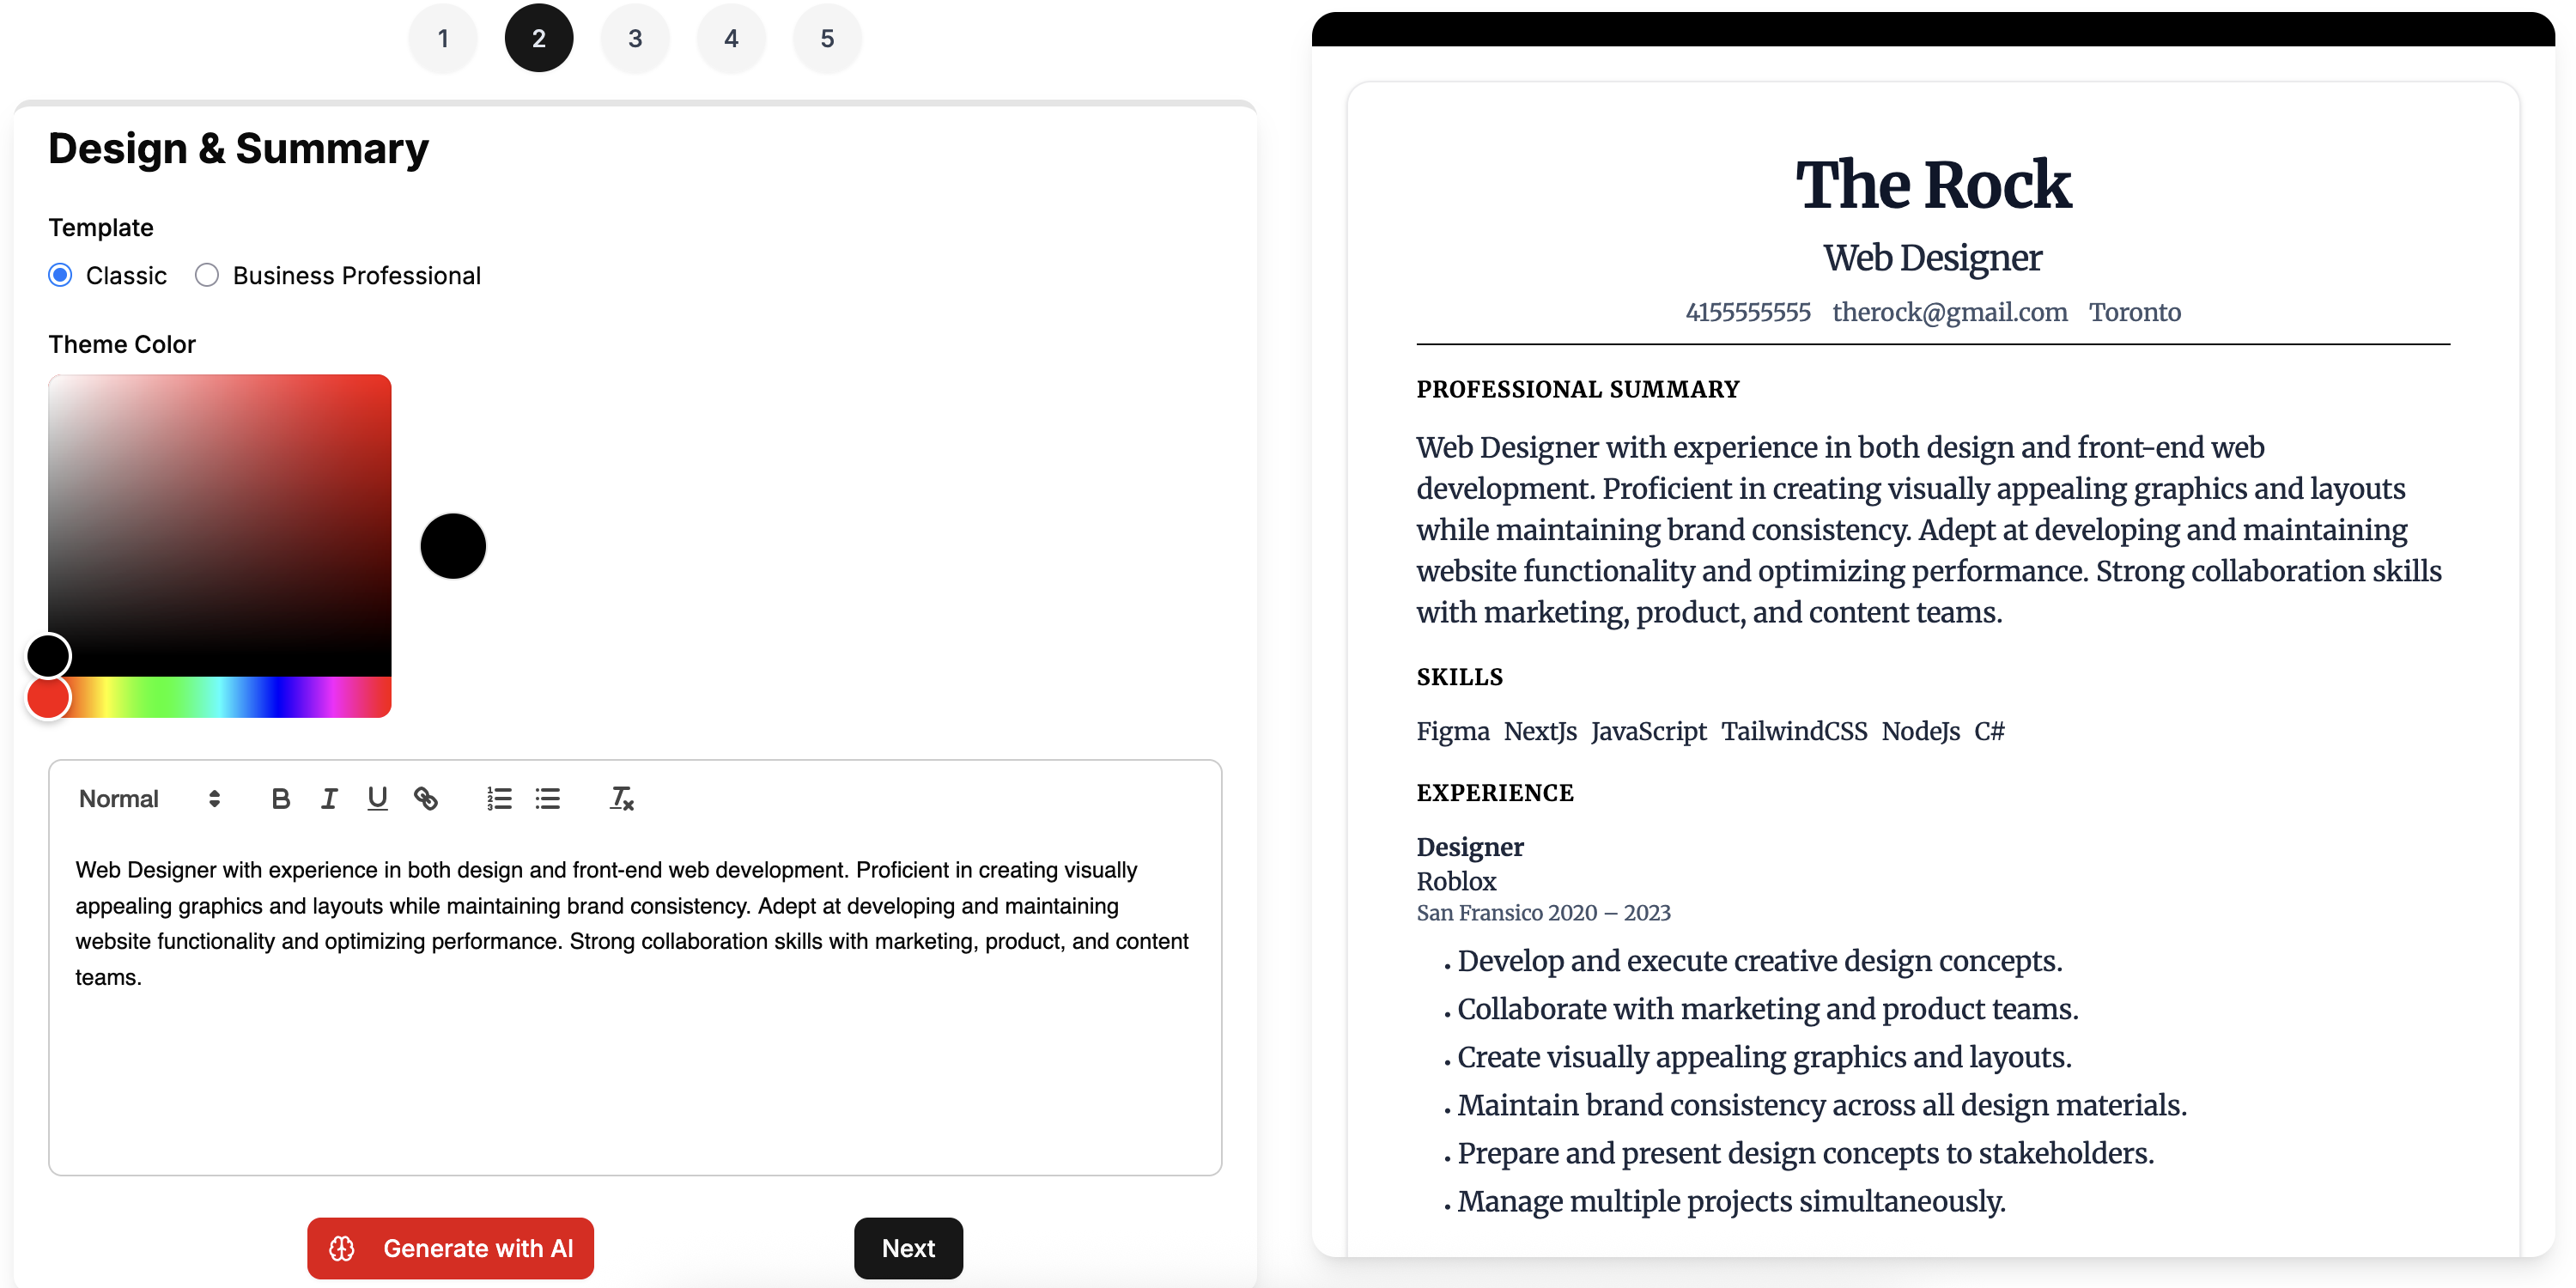 1 2 3 4 5
Design & Summary
Template
Classic Business Professional
Theme Color
Normal
Web Designer with experience in both design and front-end web development. Proficient in creating visually
appealing graphics and layouts while maintaining brand consistency. Adept at developing and maintaining
website functionality and optimizing performance. Strong collaboration skills with marketing, product, and content
teams.
Generate with AI
Next
The Rock
Web Designer
4155555555 therock@gmail.com Toronto
PROFESSIONAL SUMMARY
Web Designer with experience in both design and front-end web
development. Proficient in creating visually appealing graphics and layouts
while maintaining brand consistency. Adept at developing and maintaining
website functionality and optimizing performance. Strong collaboration skills
with marketing, product, and content teams.
SKILLS
Figma NextJs JavaScript TailwindCSS NodeJs C#
EXPERIENCE
Designer
Roblox
San Fransico 2020 – 2023
• Develop and execute creative design concepts.
• Collaborate with marketing and product teams.
• Create visually appealing graphics and layouts.
• Maintain brand consistency across all design materials.
• Prepare and present design concepts to stakeholders.
• Manage multiple projects simultaneously.